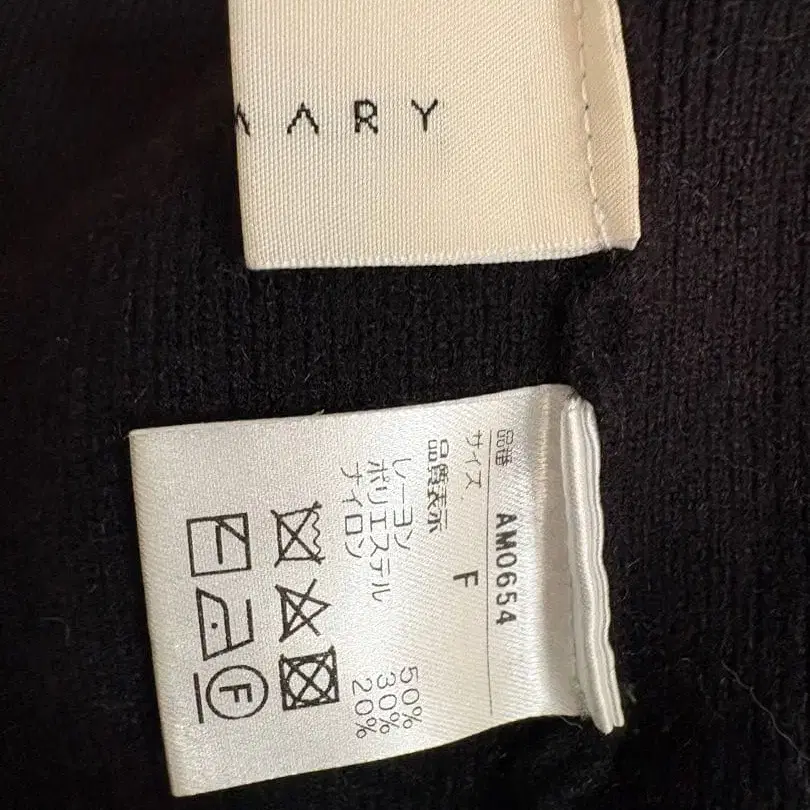 ARY
品番 AM0654
サイズ F
品質表示
レーヨン 50%
ポリエステル 30%
ナイロン 20%
F